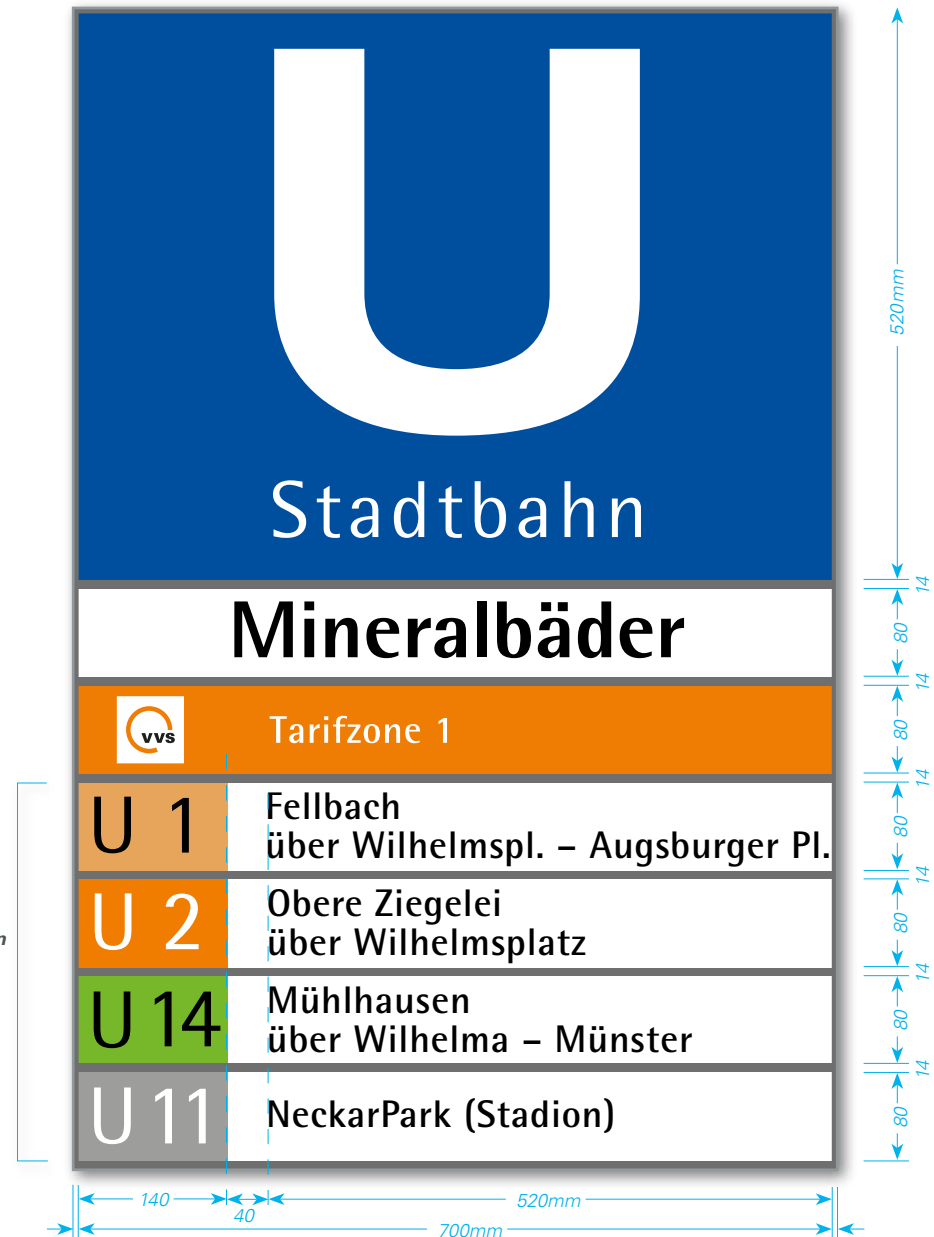 U
Stadtbahn
Mineralbäder
vvs
Tarifzone 1
U 1
Fellbach
über Wilhelmspl. – Augsburger Pl.
U 2
Obere Ziegelei
über Wilhelmsplatz
U 14
Mühlhausen
über Wilhelma – Münster
U 11
NeckarPark (Stadion)
520mm
14
80
14
80
14
80
14
80
14
80
14
80
140
40
520mm
700mm